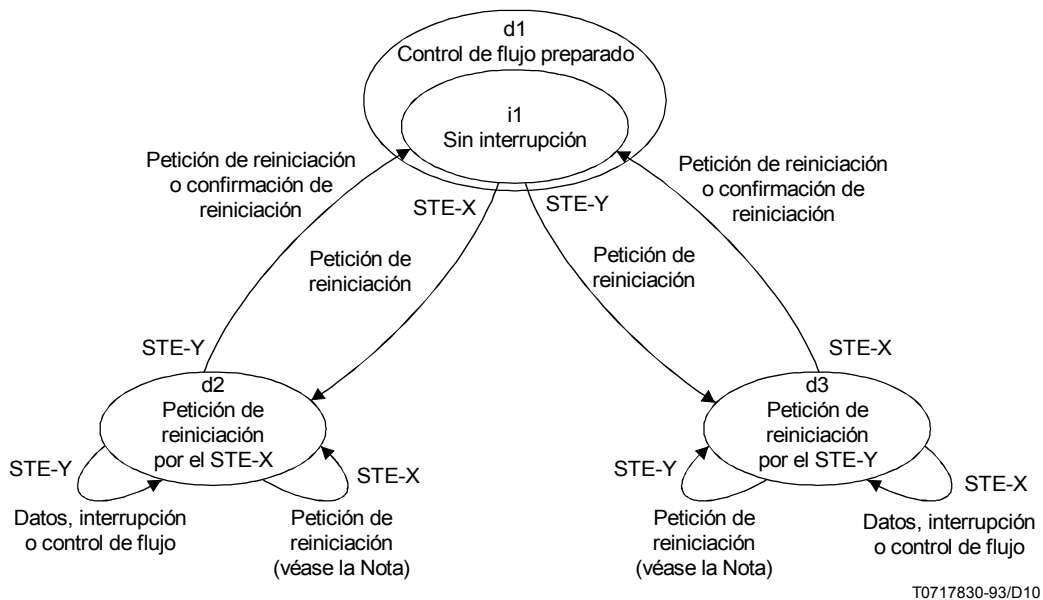 d1
Control de flujo preparado
i1
Sin interrupción
Petición de reiniciación
o confirmación de
reiniciación
Petición de reiniciación
o confirmación de
reiniciación
STE-X
STE-Y
Petición de
reiniciación
Petición de
reiniciación
STE-Y
STE-X
d2
Petición de
reiniciación
por el STE-X
d3
Petición de
reiniciación
por el STE-Y
STE-Y
STE-X
STE-Y
STE-X
Datos, interrupción
o control de flujo
Petición de
reiniciación
(véase la Nota)
Petición de
reiniciación
(véase la Nota)
Datos, interrupción
o control de flujo
T0717830-93/D10